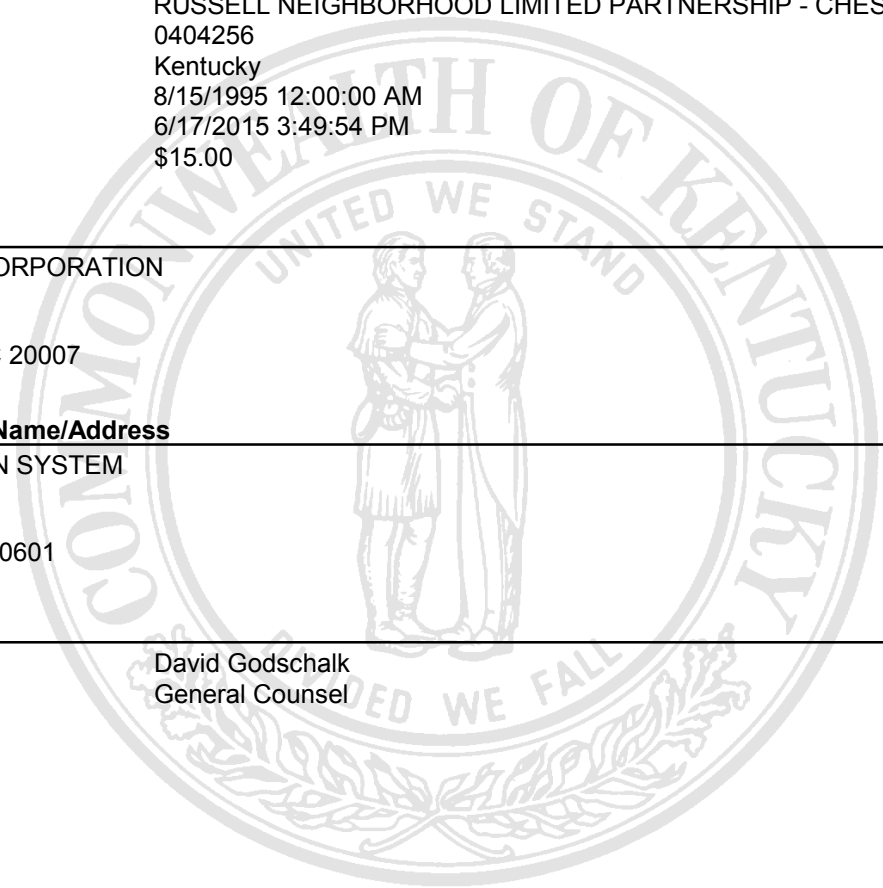 RUSSELL NEIGHBORHOOD LIMITED PARTNERSHIP - CHES
0404256
Kentucky
8/15/1995 12:00:00 AM
6/17/2015 3:49:54 PM
$15.00
ORPORATION
20007
Name/Address
N SYSTEM
0601
David Godschalk
General Counsel
COMMONWEALTH OF KENTUCKY
UNITED WE STAND
DIVIDED WE FALL